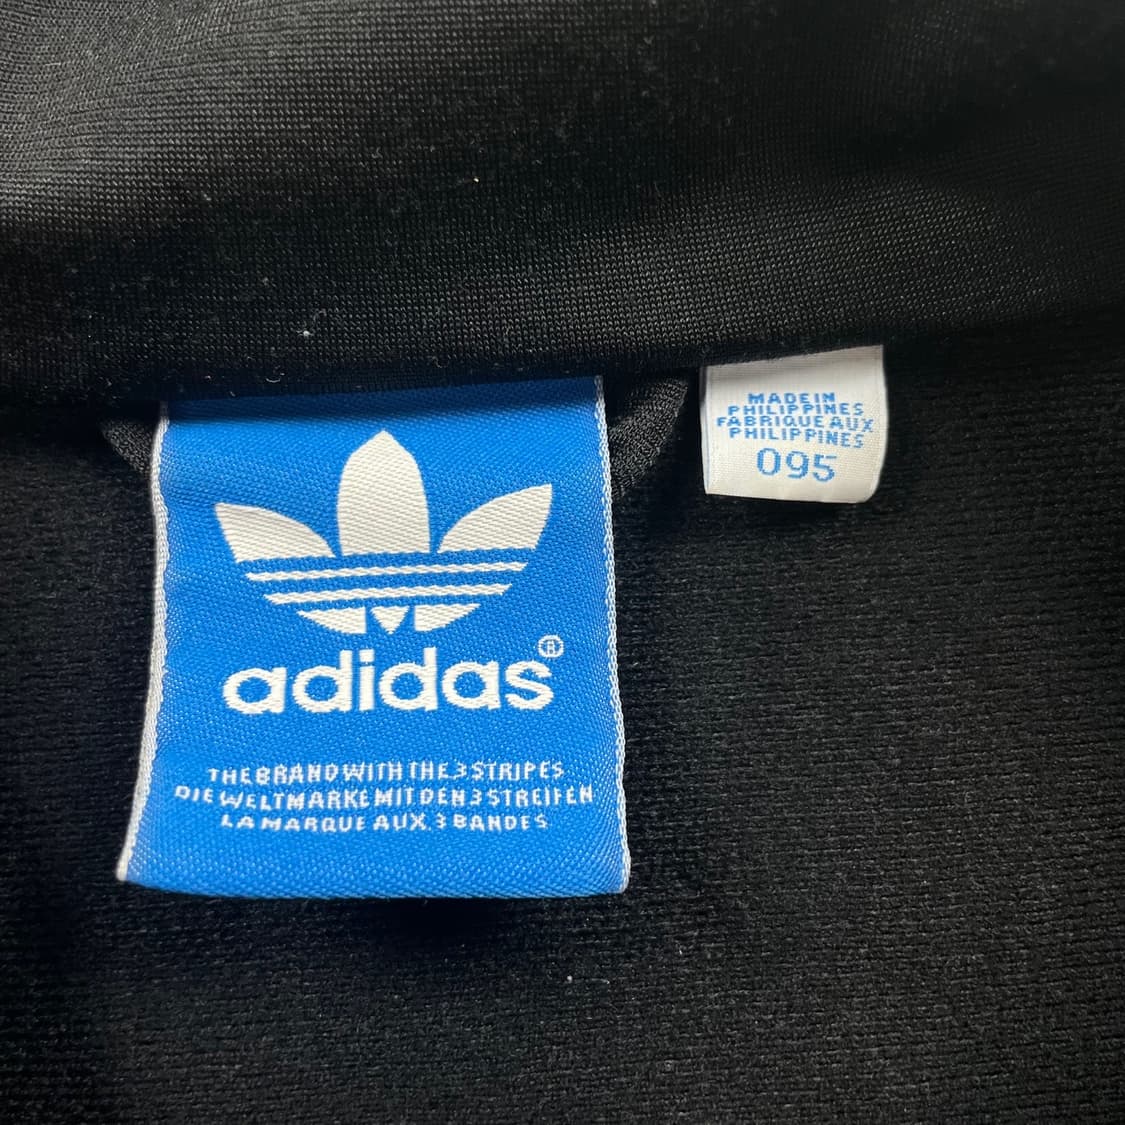 adidas®
THE BRAND WITH THE 3 STRIPES
DIE WELTMARKE MIT DEN 3 STREIFEN
LA MARQUE AUX 3 BANDES
MADE IN
PHILIPPINES
FABRIQUE AUX
PHILIPPINES
095